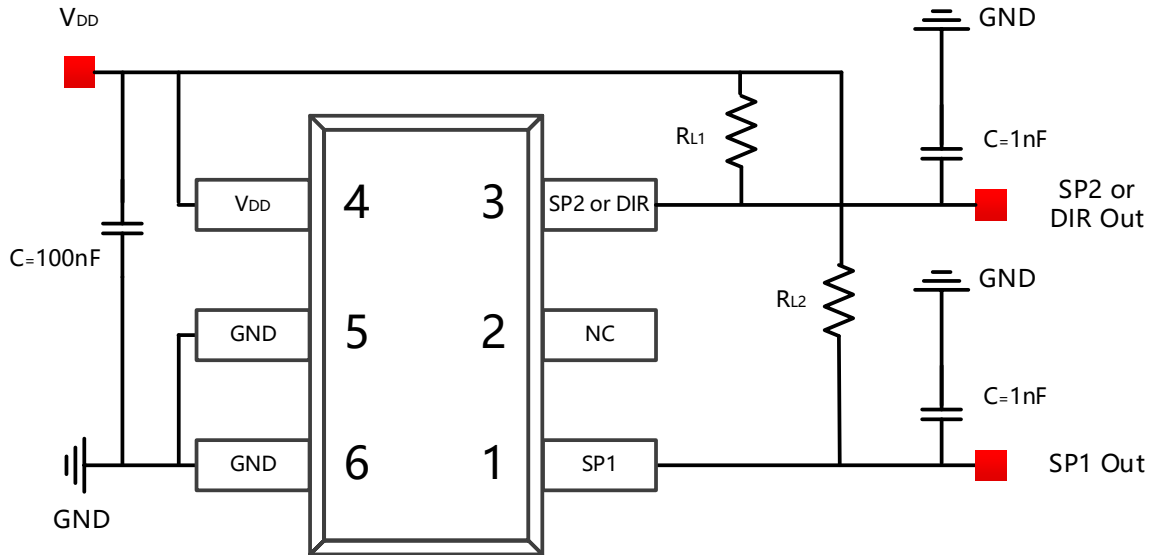 VDD
GND
RL1
C=1nF
VDD
4
3
SP2 or DIR
SP2 or
DIR Out
C=100nF
GND
RL2
GND
5
2
NC
C=1nF
GND
6
1
SP1
SP1 Out
GND